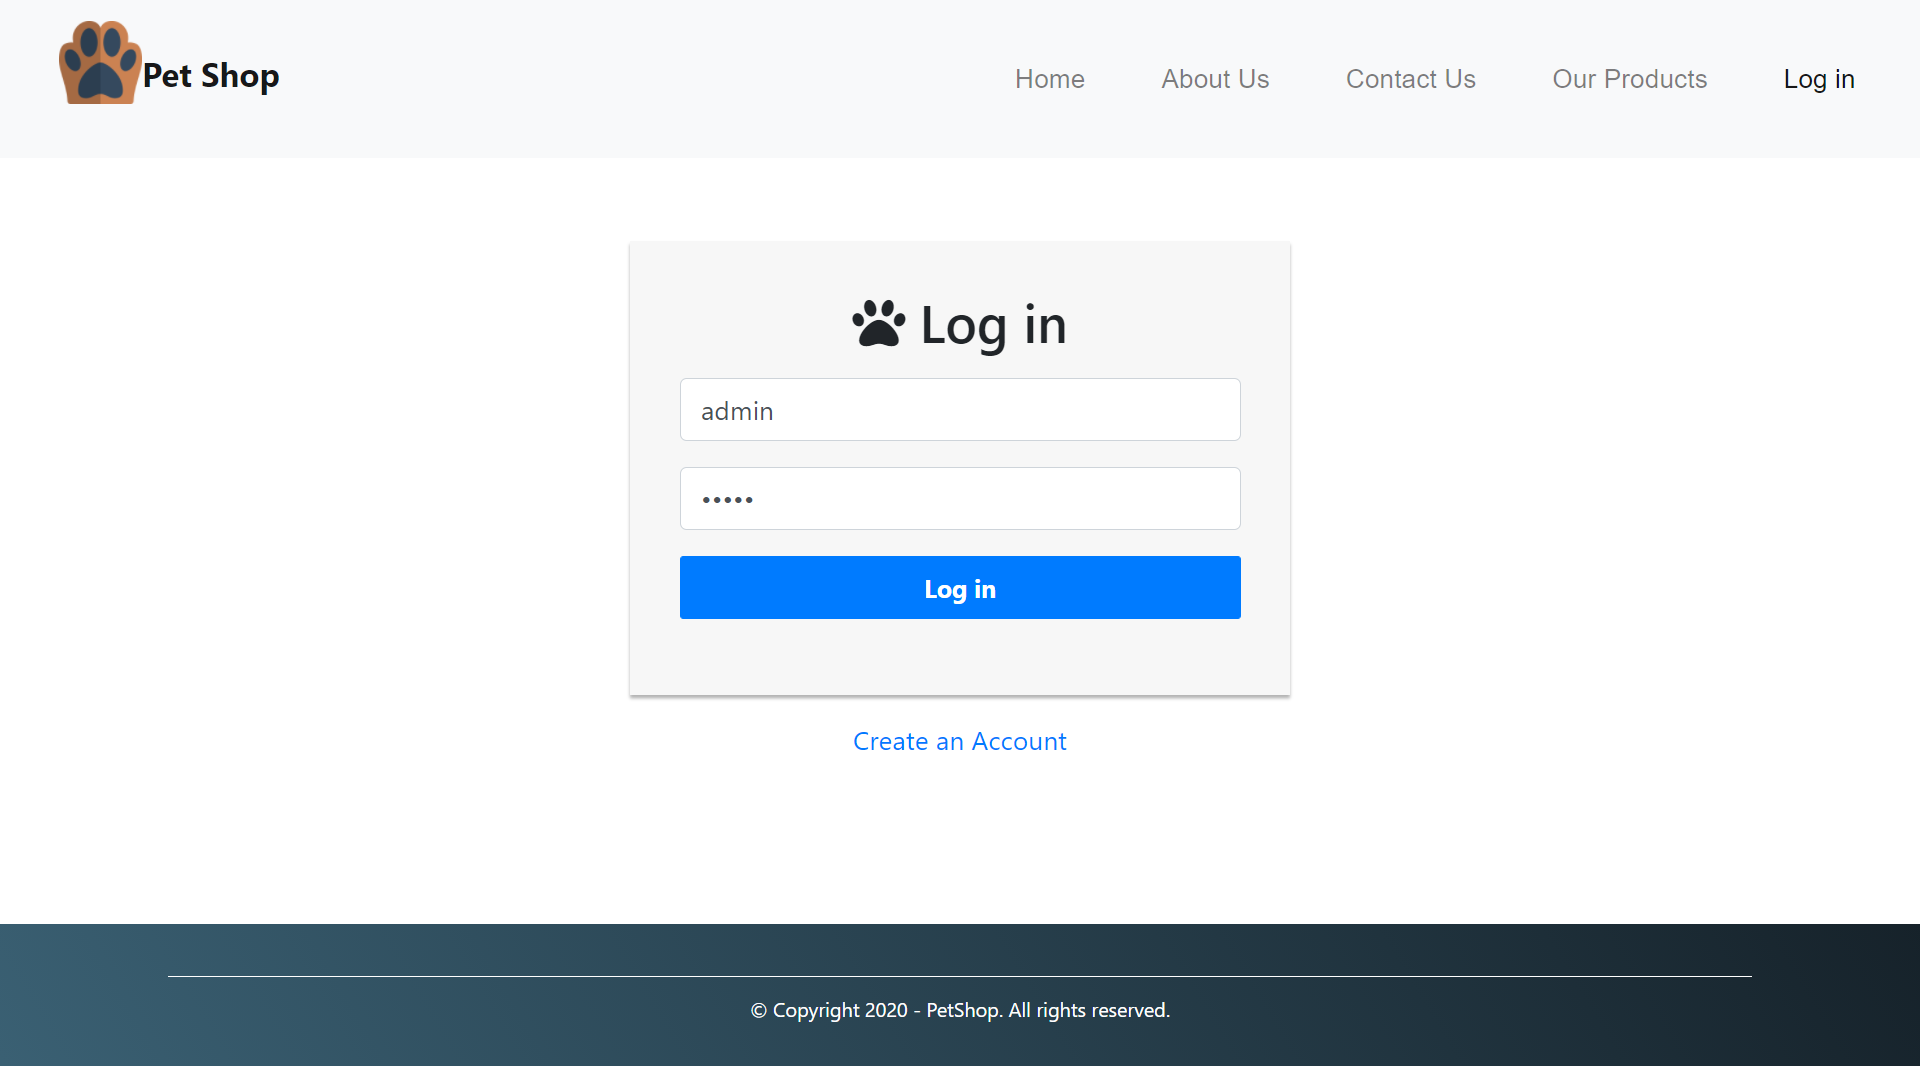 Pet Shop
Home About Us Contact Us Our Products Log in
Log in
admin
•••••
Log in
Create an Account
© Copyright 2020 - PetShop. All rights reserved.